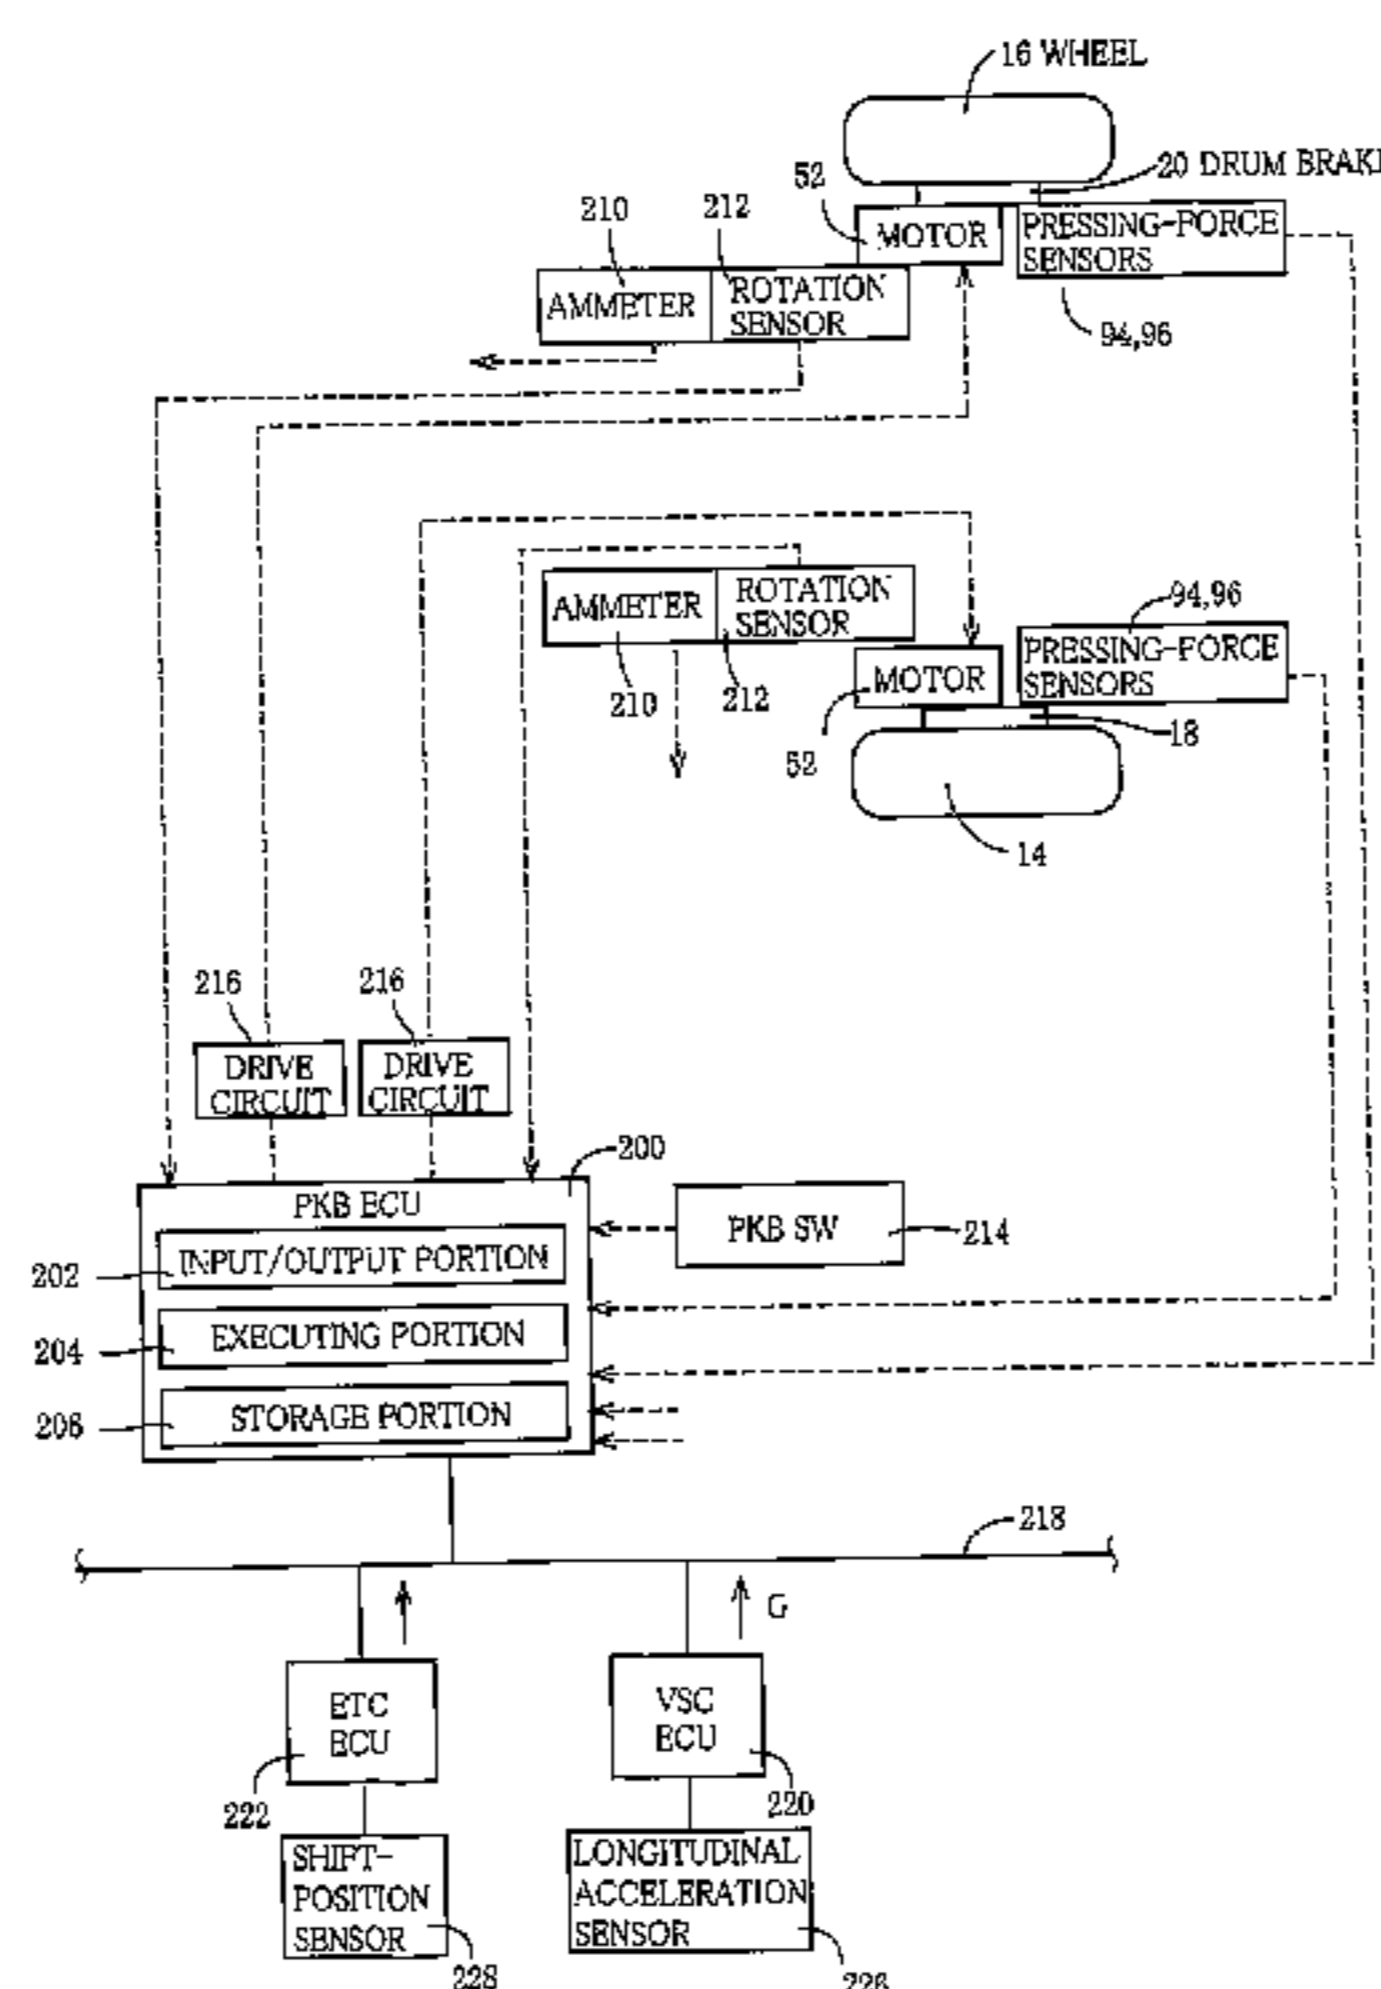 16 WHEEL
20 DRUM BRAKE
52
210
212
MOTOR
PRESSING-FORCE
SENSORS
AMMETER
ROTATION
SENSOR
94,96
AMMETER
ROTATION
SENSOR
94,96
PRESSING-FORCE
SENSORS
MOTOR
210
212
18
52
14
216
216
DRIVE
CIRCUIT
DRIVE
CIRCUIT
200
PKB ECU
PKB SW
214
202
INPUT/OUTPUT PORTION
204
EXECUTING PORTION
206
STORAGE PORTION
218
G
ETC
ECU
VSC
ECU
222
220
SHIFT-
POSITION
SENSOR
LONGITUDINAL
ACCELERATION
SENSOR
228
226